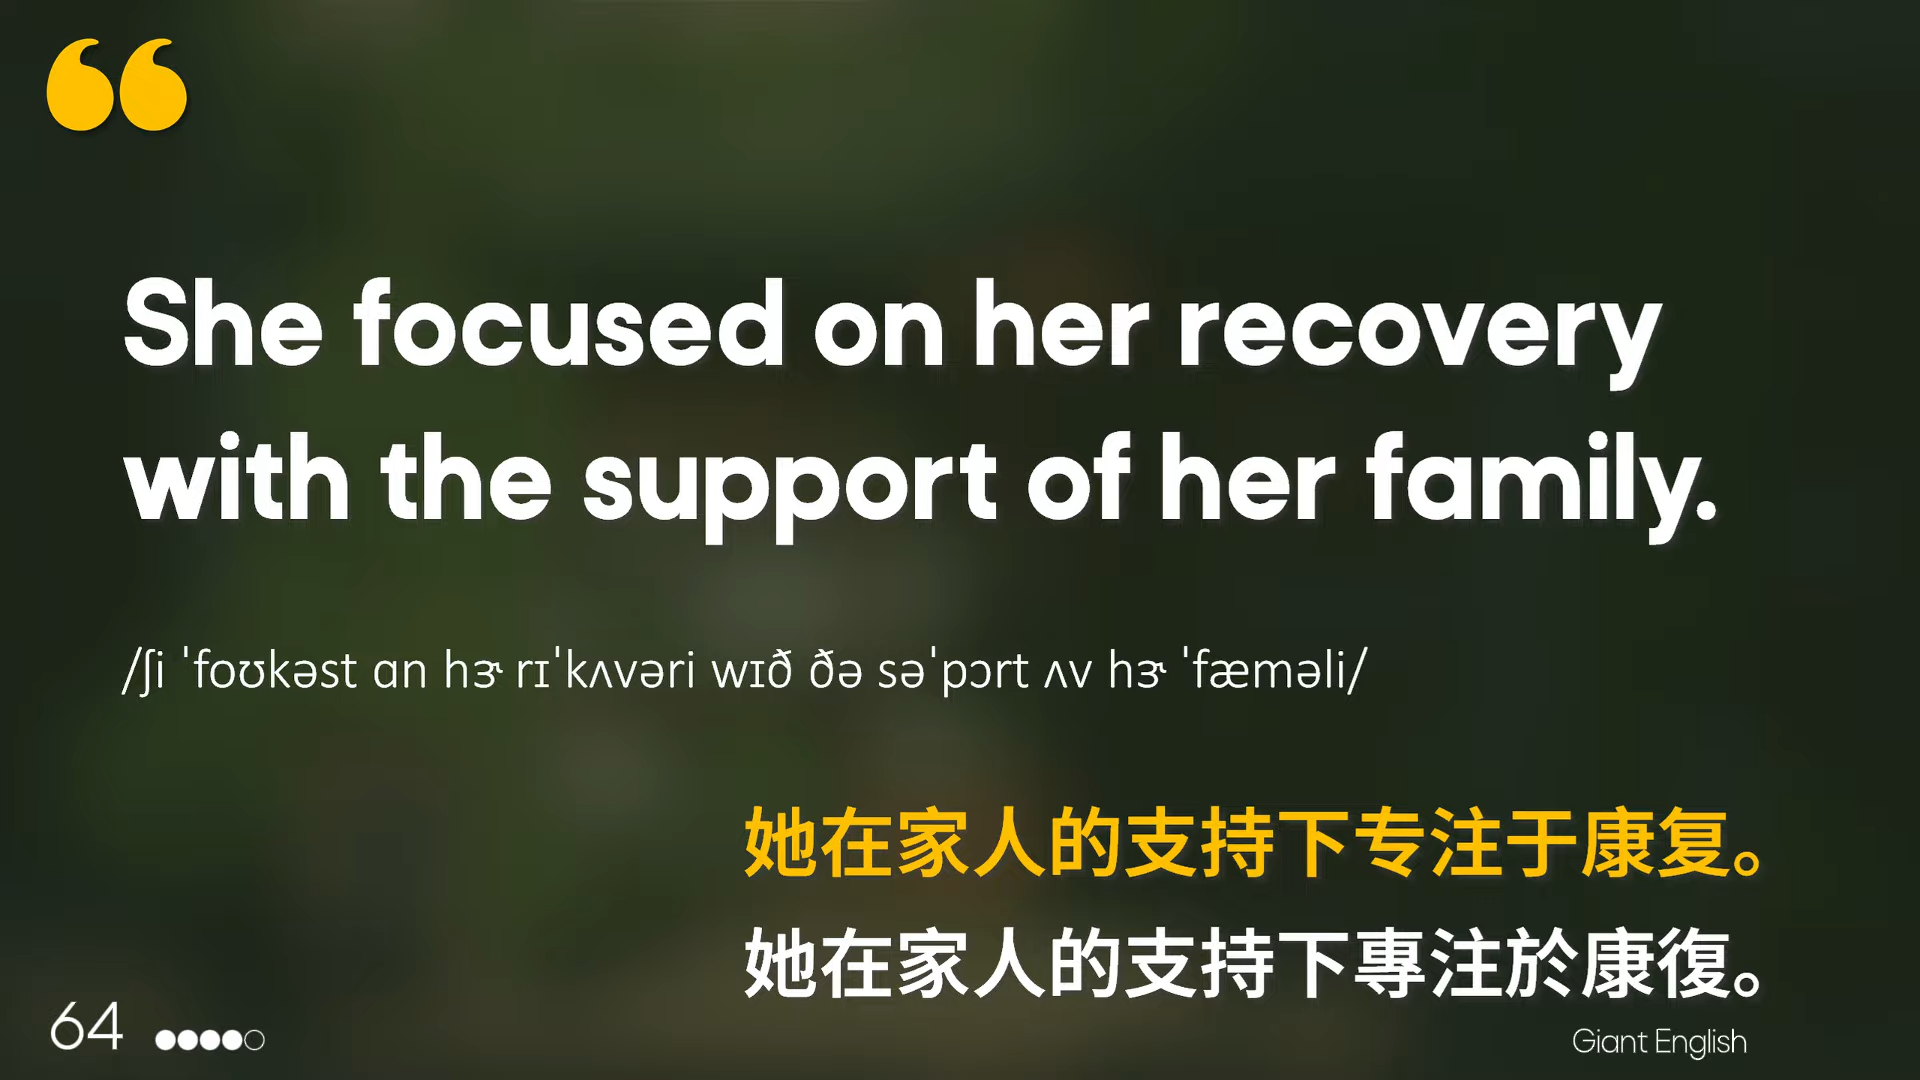 “
She focused on her recovery
with the support of her family.
/ʃi ˈfoʊkəst ɑn hɝ rɪˈkʌvəri wɪð ðə səˈpɔrt ʌv hɝ ˈfæməli/
她在家人的支持下专注于康复。
她在家人的支持下專注於康復。
64
Giant English